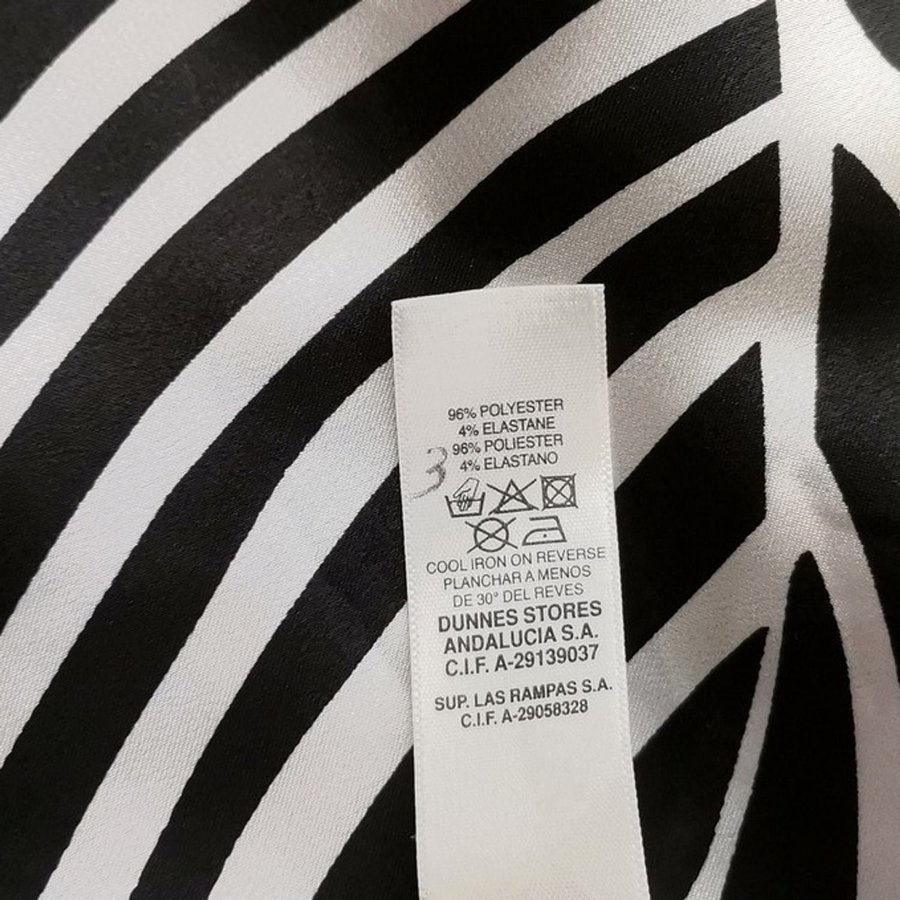 96% POLYESTER
4% ELASTANE
96% POLIESTER
4% ELASTANO
3
COOL IRON ON REVERSE
PLANCHAR A MENOS
DE 30° DEL REVES
DUNNES STORES
ANDALUCIA S.A.
C.I.F. A-29139037
SUP. LAS RAMPAS S.A.
C.I.F. A-29058328